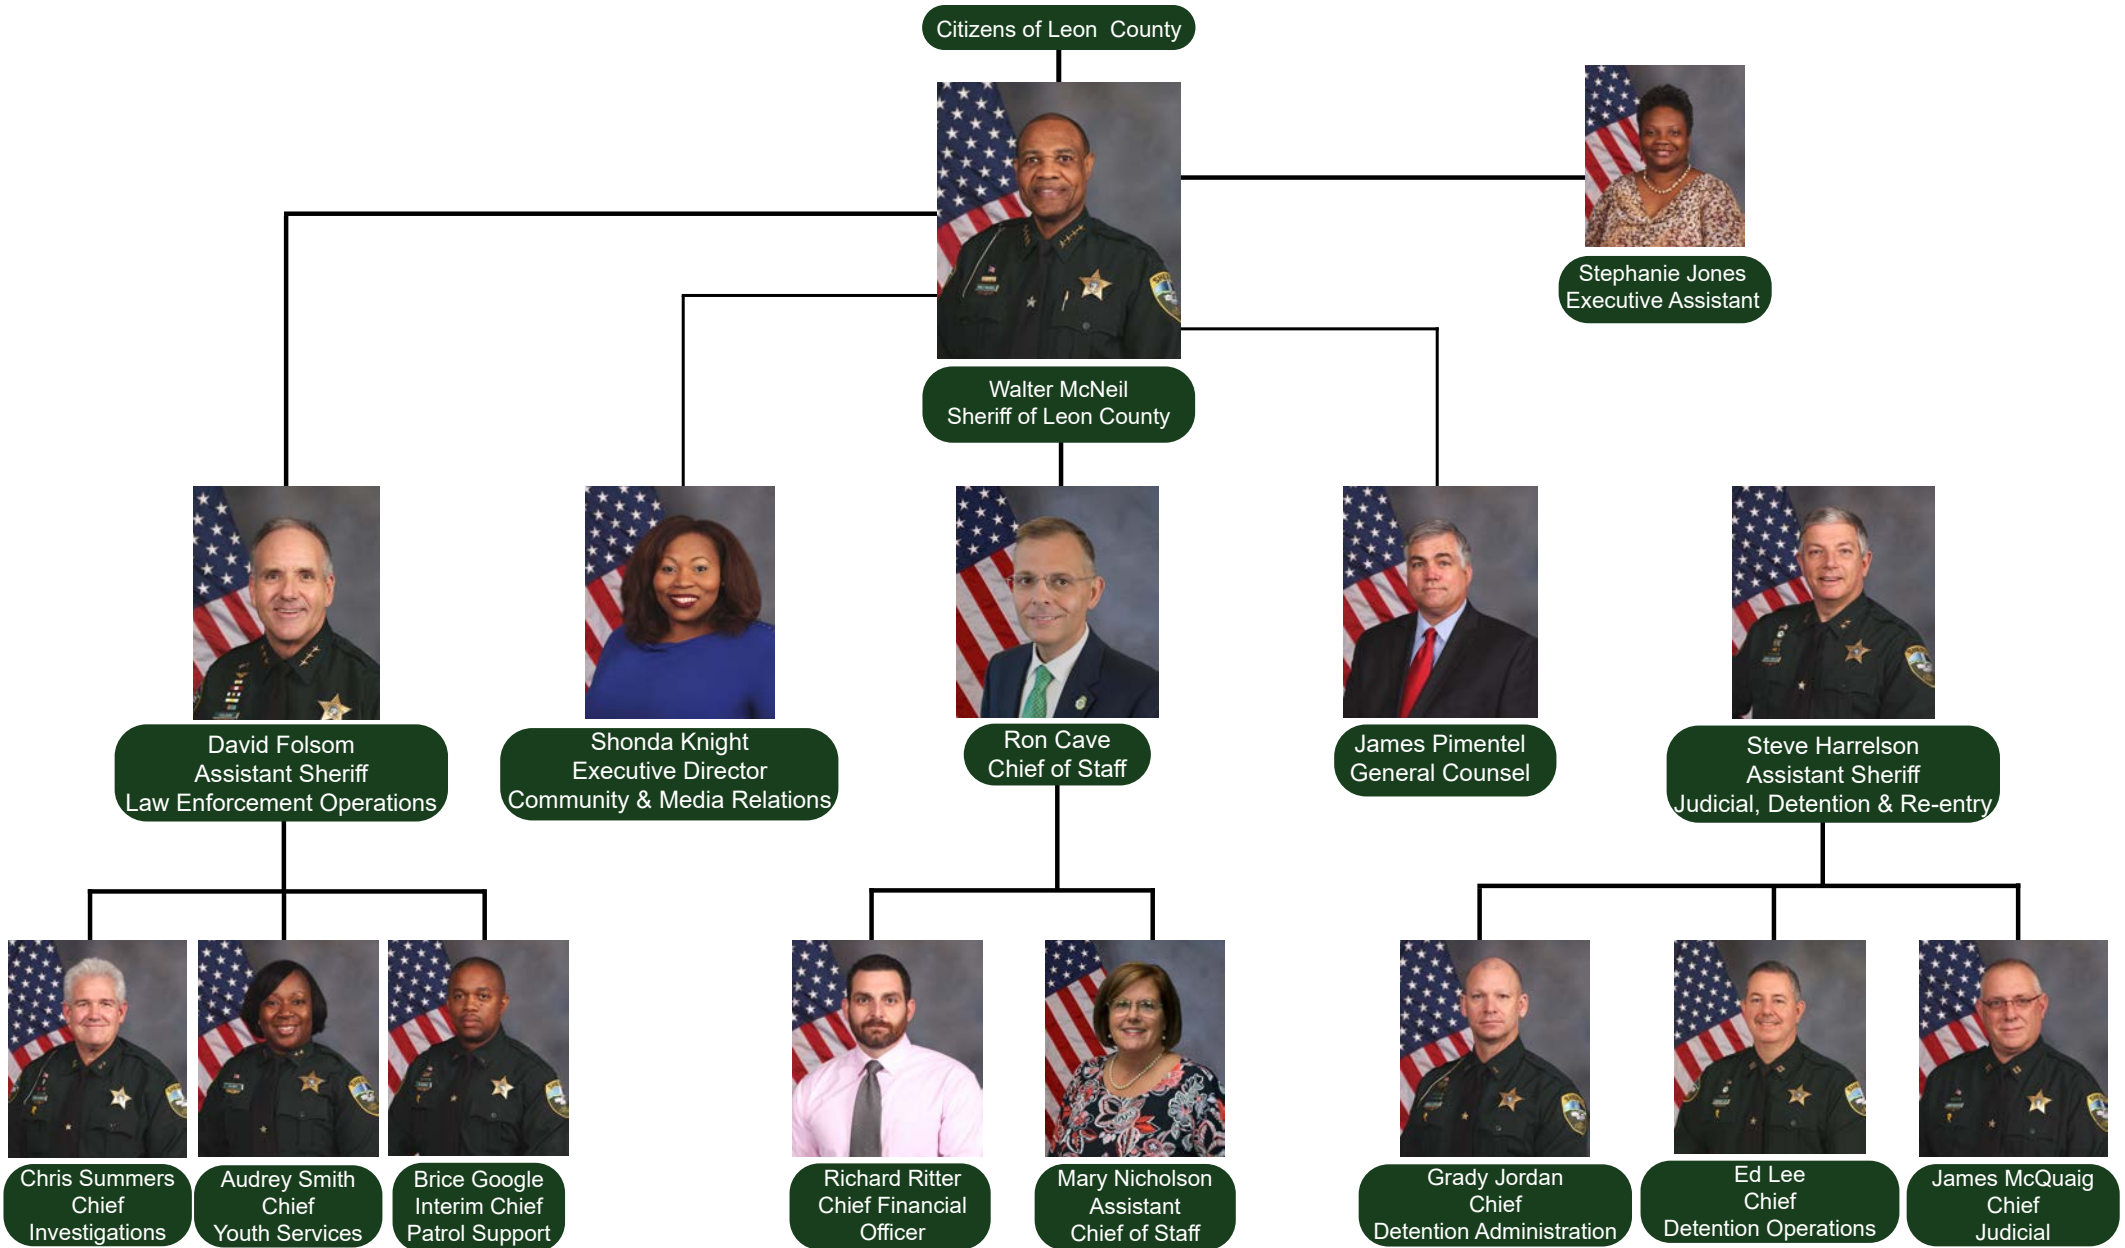 Citizens of Leon County
Stephanie Jones
Executive Assistant
Walter McNeil
Sheriff of Leon County
David Folsom
Assistant Sheriff
Law Enforcement Operations
Shonda Knight
Executive Director
Community & Media Relations
Ron Cave
Chief of Staff
James Pimentel
General Counsel
Steve Harrelson
Assistant Sheriff
Judicial, Detention & Re-entry
Chris Summers
Chief
Investigations
Audrey Smith
Chief
Youth Services
Brice Google
Interim Chief
Patrol Support
Richard Ritter
Chief Financial
Officer
Mary Nicholson
Assistant
Chief of Staff
Grady Jordan
Chief
Detention Administration
Ed Lee
Chief
Detention Operations
James McQuaig
Chief
Judicial